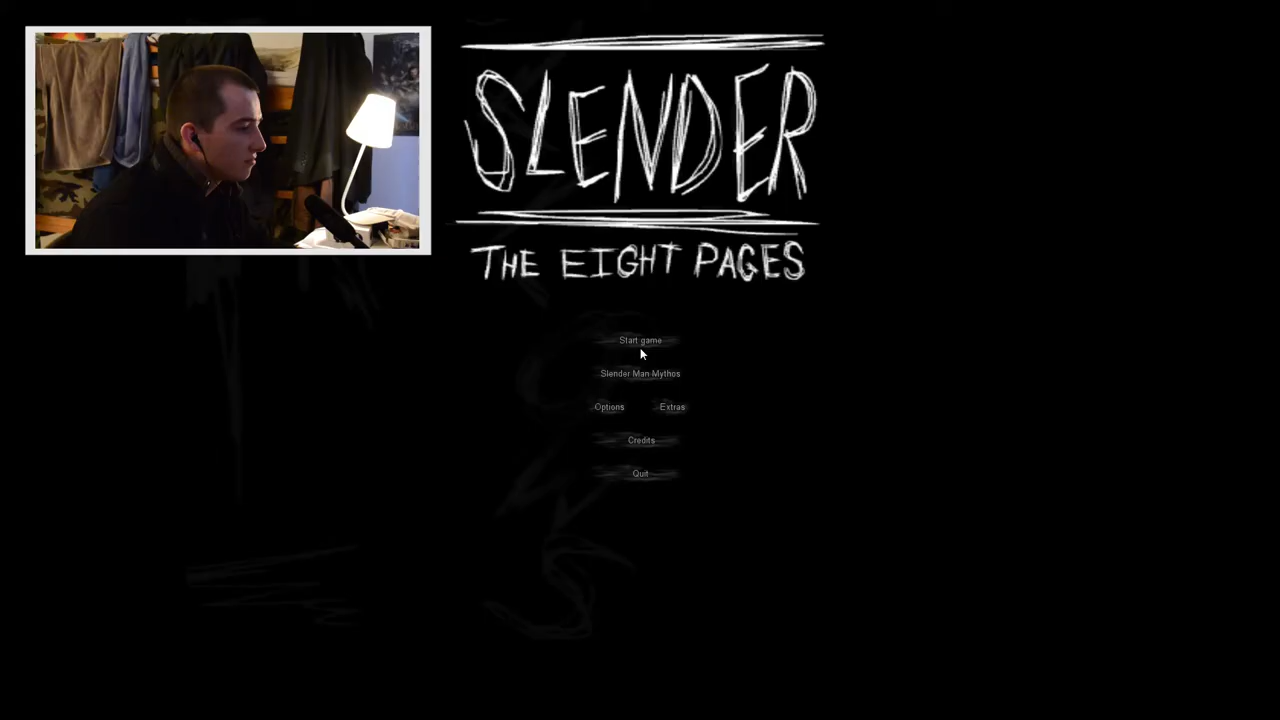 SLENDER
THE EIGHT PAGES
Start game
Slender Man Mythos
Options Extras
Credits
Quit